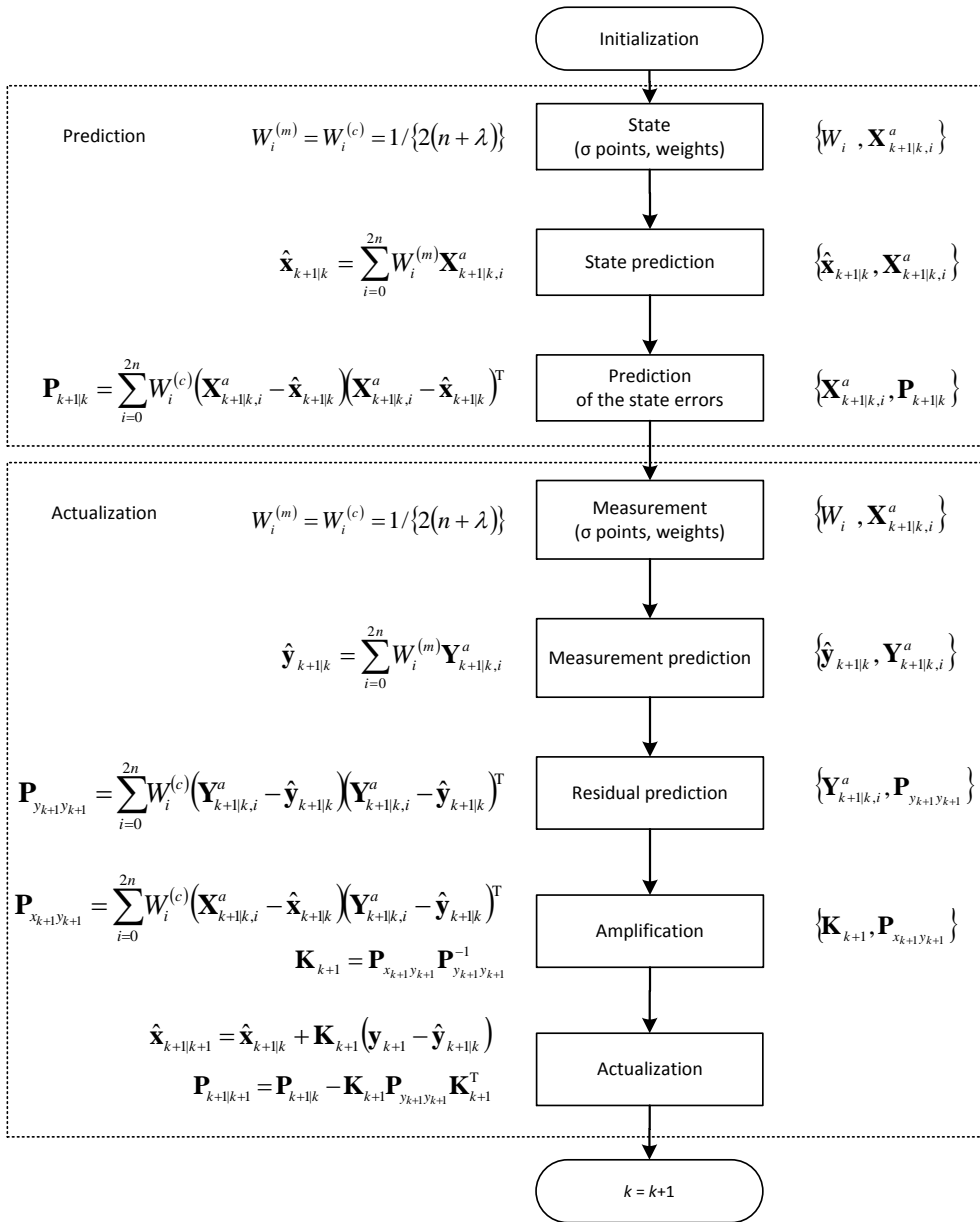 Initialization
Prediction
W_i^(m) = W_i^(c) = 1/{2(n + λ)}
State
(σ points, weights)
{W_i , X^a_{k+1|k,i}}
x̂_{k+1|k} = ∑_{i=0}^{2n} W_i^(m) X^a_{k+1|k,i}
State prediction
{x̂_{k+1|k}, X^a_{k+1|k,i}}
P_{k+1|k} = ∑_{i=0}^{2n} W_i^(c) (X^a_{k+1|k,i} − x̂_{k+1|k})(X^a_{k+1|k,i} − x̂_{k+1|k})^T
Prediction
of the state errors
{X^a_{k+1|k,i}, P_{k+1|k}}
Actualization
W_i^(m) = W_i^(c) = 1/{2(n + λ)}
Measurement
(σ points, weights)
{W_i , X^a_{k+1|k,i}}
ŷ_{k+1|k} = ∑_{i=0}^{2n} W_i^(m) Y^a_{k+1|k,i}
Measurement prediction
{ŷ_{k+1|k}, Y^a_{k+1|k,i}}
P_{y_{k+1}y_{k+1}} = ∑_{i=0}^{2n} W_i^(c) (Y^a_{k+1|k,i} − ŷ_{k+1|k})(Y^a_{k+1|k,i} − ŷ_{k+1|k})^T
Residual prediction
{Y^a_{k+1|k,i}, P_{y_{k+1}y_{k+1}}}
P_{x_{k+1}y_{k+1}} = ∑_{i=0}^{2n} W_i^(c) (X^a_{k+1|k,i} − x̂_{k+1|k})(Y^a_{k+1|k,i} − ŷ_{k+1|k})^T
K_{k+1} = P_{x_{k+1}y_{k+1}} P^{-1}_{y_{k+1}y_{k+1}}
Amplification
{K_{k+1}, P_{x_{k+1}y_{k+1}}}
x̂_{k+1|k+1} = x̂_{k+1|k} + K_{k+1}(y_{k+1} − ŷ_{k+1|k})
P_{k+1|k+1} = P_{k+1|k} − K_{k+1} P_{y_{k+1}y_{k+1}} K^T_{k+1}
Actualization
k = k+1